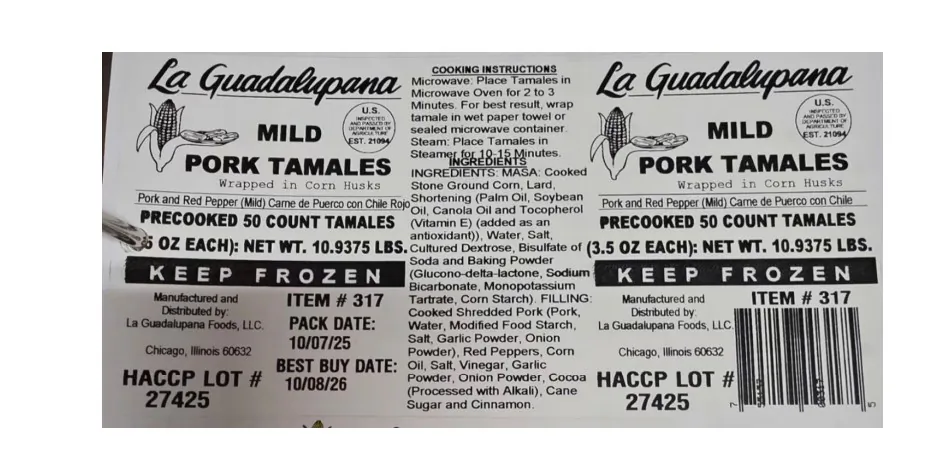 La Guadalupana
U.S.
INSPECTED
AND PASSED BY
DEPARTMENT OF
AGRICULTURE
EST. 21094
MILD
PORK TAMALES
Wrapped in Corn Husks
Pork and Red Pepper (Mild) Carne de Puerco con Chile Rojo
PRECOOKED 50 COUNT TAMALES
5 OZ EACH): NET WT. 10.9375 LBS.
KEEP FROZEN
Manufactured and
Distributed by:
La Guadalupana Foods, LLC.
Chicago, Illinois 60632
HACCP LOT #
27425
ITEM # 317
PACK DATE:
10/07/25
BEST BUY DATE:
10/08/26
COOKING INSTRUCTIONS
Microwave: Place Tamales in
Microwave Oven for 2 to 3
Minutes. For best result, wrap
tamale in wet paper towel or
sealed microwave container.
Steam: Place Tamales in
Steamer for 10-15 Minutes.
INGREDIENTS
INGREDIENTS: MASA: Cooked
Stone Ground Corn, Lard,
Shortening (Palm Oil, Soybean
Oil, Canola Oil and Tocopherol
(Vitamin E) (added as an
antioxidant)), Water, Salt,
Cultured Dextrose, Bisulfate of
Soda and Baking Powder
(Glucono-delta-lactone, Sodium
Bicarbonate, Monopotassium
Tartrate, Corn Starch). FILLING:
Cooked Shredded Pork (Pork,
Water, Modified Food Starch,
Salt, Garlic Powder, Onion
Powder), Red Peppers, Corn
Oil, Salt, Vinegar, Garlic
Powder, Onion Powder, Cocoa
(Processed with Alkali), Cane
Sugar and Cinnamon.
La Guadalupana
U.S.
INSPECTED
AND PASSED BY
DEPARTMENT OF
AGRICULTURE
EST. 21094
MILD
PORK TAMALES
Wrapped in Corn Husks
Pork and Red Pepper (Mild) Carne de Puerco con Chile
PRECOOKED 50 COUNT TAMALES
(3.5 OZ EACH): NET WT. 10.9375 LBS.
KEEP FROZEN
Manufactured and
Distributed by:
La Guadalupana Foods, LLC.
Chicago, Illinois 60632
HACCP LOT #
27425
ITEM # 317